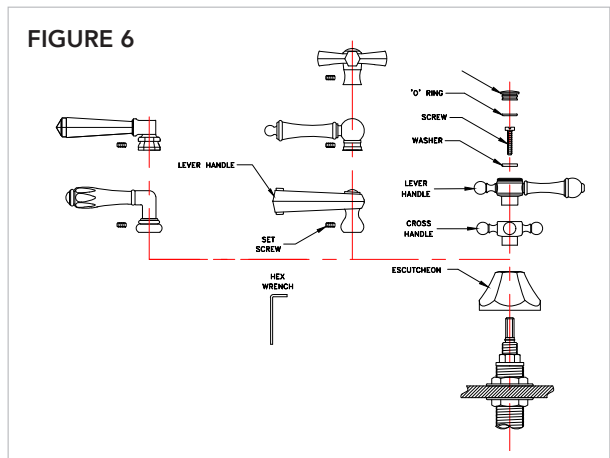 FIGURE 6
'O' RING
SCREW
WASHER
LEVER HANDLE
LEVER
HANDLE
CROSS
HANDLE
SET
SCREW
ESCUTCHEON
HEX
WRENCH